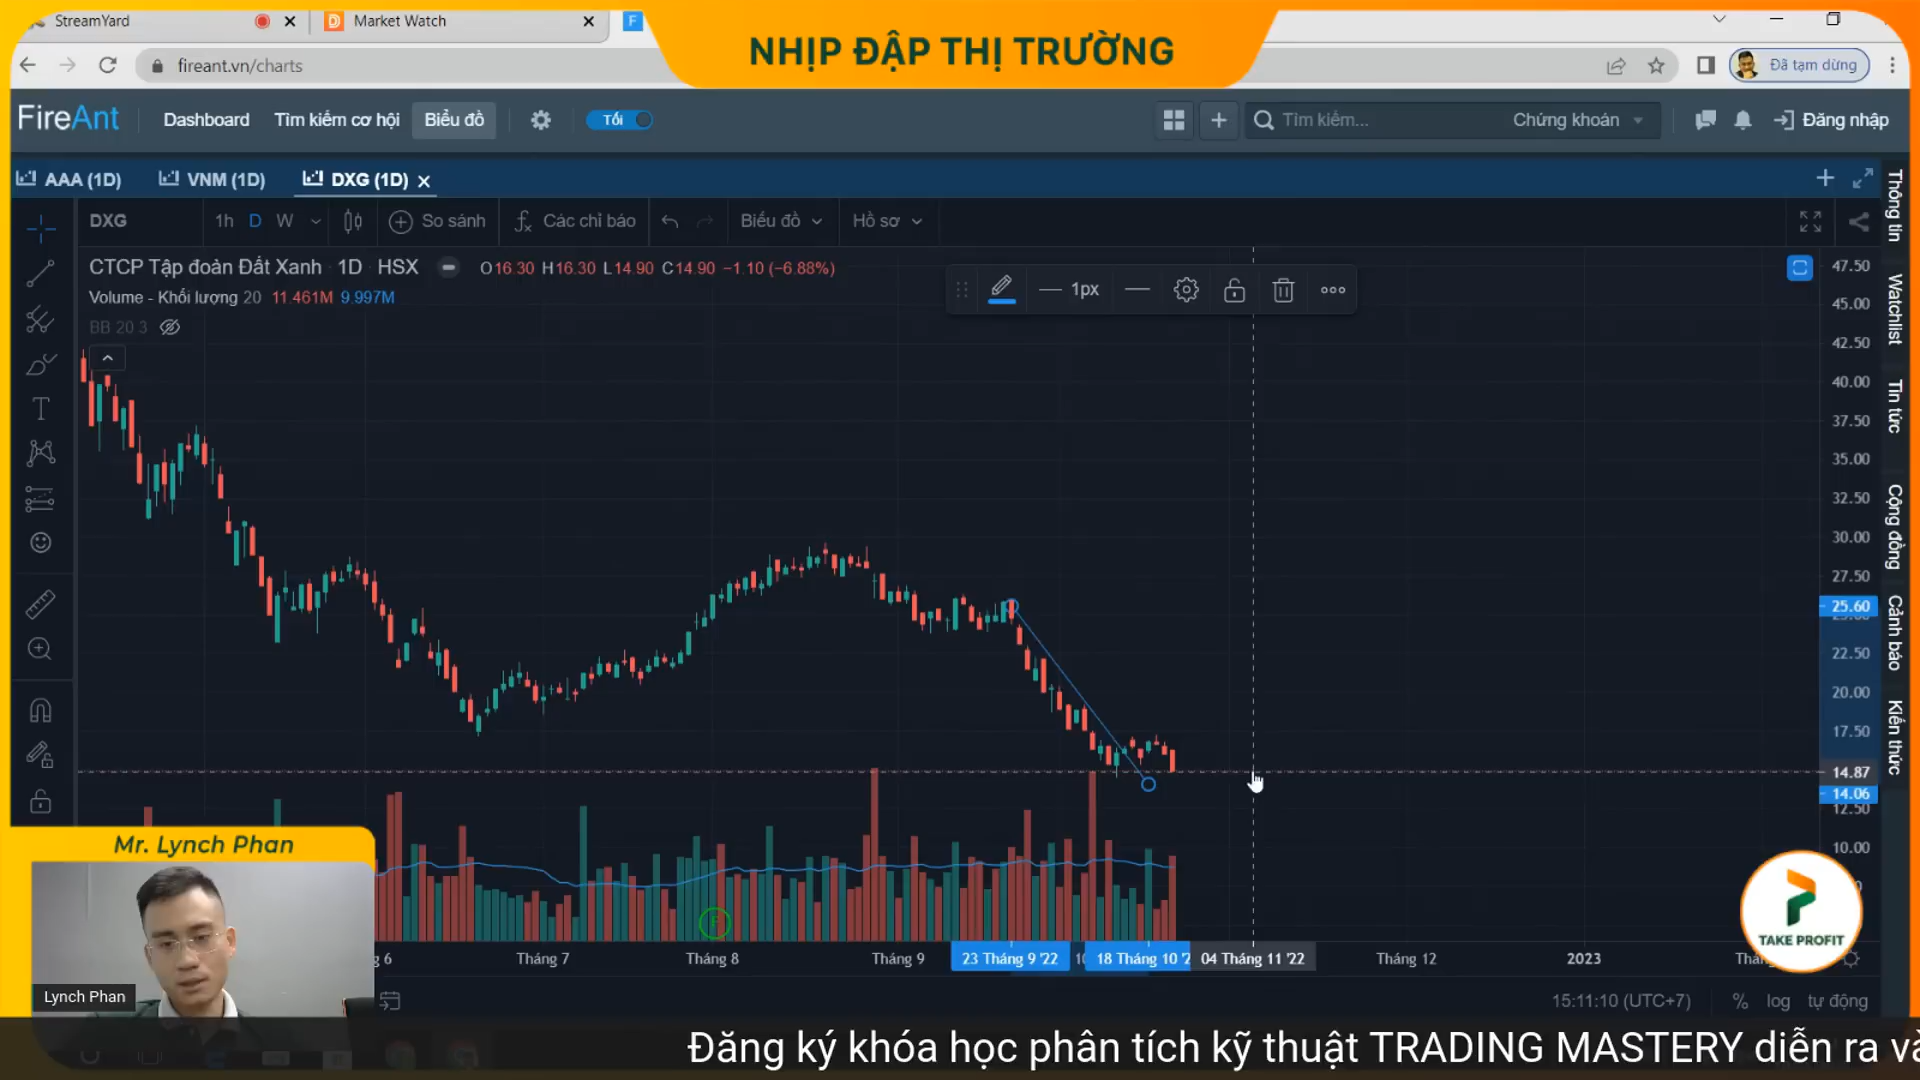 StreamYard
Market Watch
NHỊP ĐẬP THỊ TRƯỜNG
fireant.vn/charts
Đã tạm dừng
FireAnt
Dashboard
Tìm kiếm cơ hội
Biểu đồ
Tối
Tìm kiếm...
Chứng khoán
Đăng nhập
AAA (1D)
VNM (1D)
DXG (1D)
DXG
1h
D
W
So sánh
Các chỉ báo
Biểu đồ
Hồ sơ
CTCP Tập đoàn Đất Xanh 1D HSX
O16.30 H16.30 L14.90 C14.90 −1.10 (−6.88%)
Volume - Khối lượng 20 11.461M 9.997M
BB 20 3
1px
47.50
45.00
42.50
40.00
37.50
35.00
32.50
30.00
27.50
25.60
22.50
20.00
17.50
14.87
14.06
12.50
10.00
Thông tin
Watchlist
Tin tức
Cộng đồng
Cảnh báo
Kiến thức
Mr. Lynch Phan
Lynch Phan
TAKE PROFIT
6
Tháng 7
Tháng 8
Tháng 9
23 Tháng 9 '22
18 Tháng 10 '2
04 Tháng 11 '22
Tháng 12
2023
15:11:10 (UTC+7)
%
log
tự động
Đăng ký khóa học phân tích kỹ thuật TRADING MASTERY diễn ra